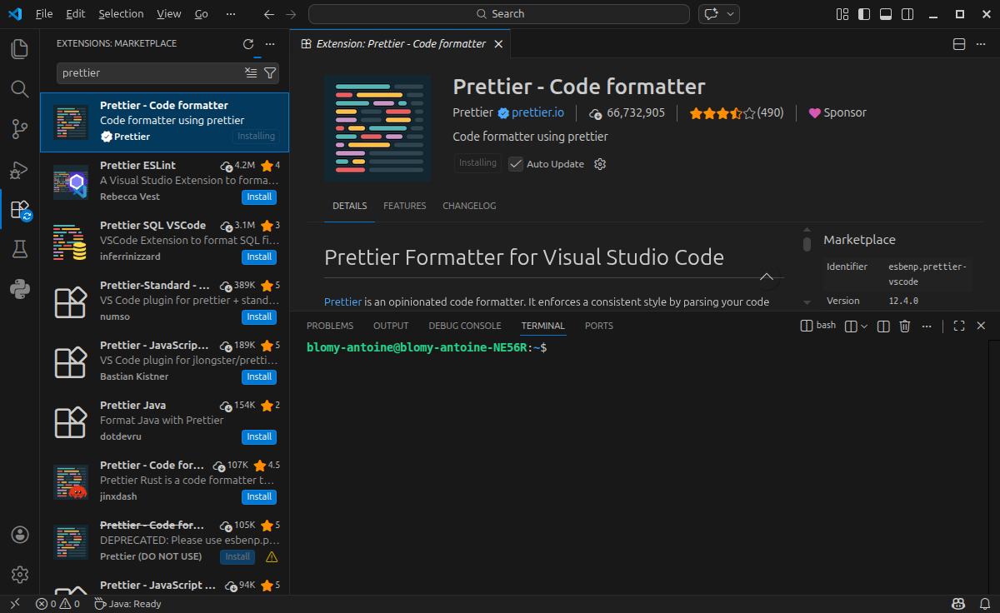 File Edit Selection View Go ··· Search
EXTENSIONS: MARKETPLACE
prettier
Prettier - Code formatter
Code formatter using prettier
Prettier Installing
Prettier ESLint 4.2M 4
A Visual Studio Extension to forma...
Rebecca Vest Install
Prettier SQL VSCode 3.1M 3
VSCode Extension to format SQL fi...
inferrinizzard Install
Prettier-Standard - ... 389K 5
VS Code plugin for prettier + stand...
numso Install
Prettier - JavaScrip... 189K 5
VS Code plugin for jlongster/pretti...
Bastian Kistner Install
Prettier Java 154K 2
Format Java with Prettier
dotdevru Install
Prettier - Code for... 107K 4.5
Prettier Rust is a code formatter t...
jinxdash Install
Prettier - Code for... 105K 5
DEPRECATED: Please use esbenp.p...
Prettier (DO NOT USE) Install
Prettier - JavaScript ... 94K 5
Extension: Prettier - Code formatter
Prettier - Code formatter
Prettier prettier.io 66,732,905 (490) Sponsor
Code formatter using prettier
Installing Auto Update
DETAILS FEATURES CHANGELOG
Prettier Formatter for Visual Studio Code
Prettier is an opinionated code formatter. It enforces a consistent style by parsing your code
Marketplace
Identifier esbenp.prettier-
vscode
Version 12.4.0
PROBLEMS OUTPUT DEBUG CONSOLE TERMINAL PORTS bash
blomy-antoine@blomy-antoine-NE56R:~$
0 0 Java: Ready